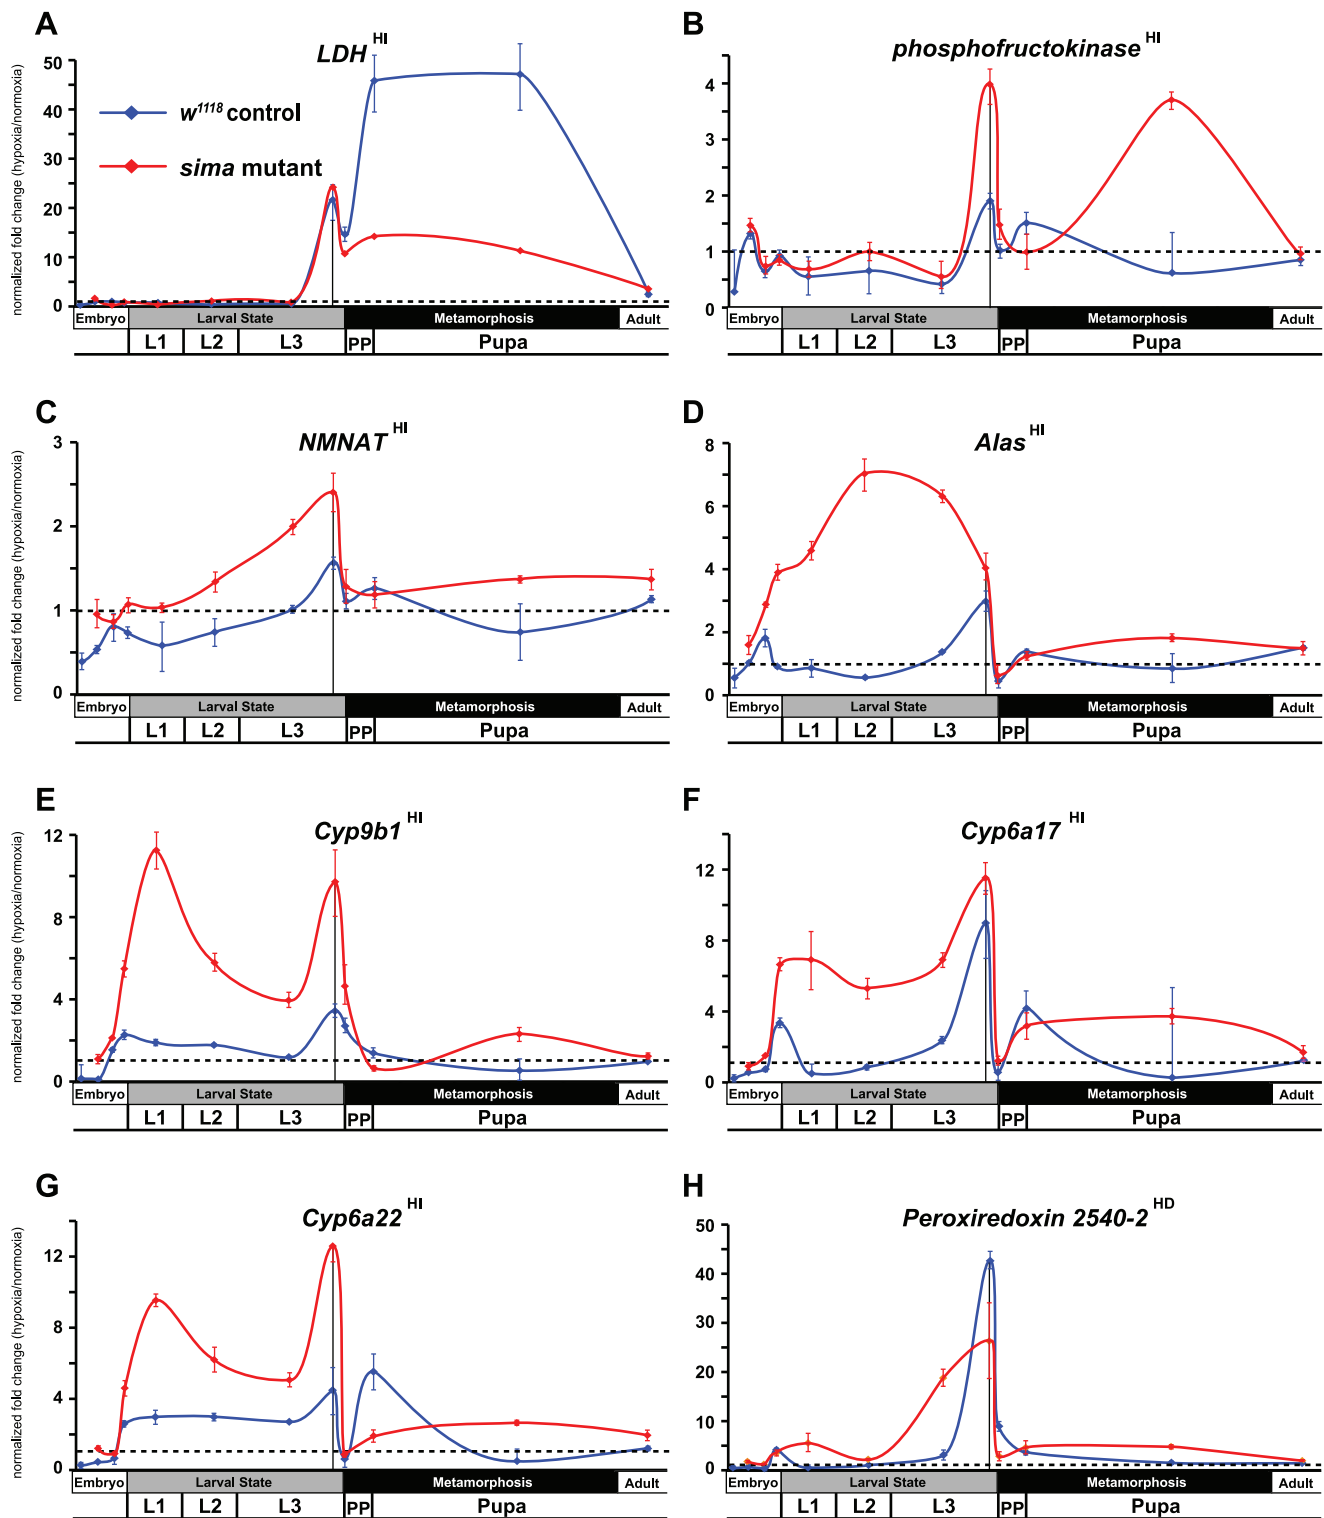 A
LDH HI
normalized fold change (hypoxia/normoxia)
50
40
30
20
10
0
w1118 control
sima mutant
Embryo Larval State Metamorphosis Adult
L1 L2 L3 PP Pupa
B
phosphofructokinase HI
4
3
2
1
0
Embryo Larval State Metamorphosis Adult
L1 L2 L3 PP Pupa
C
NMNAT HI
normalized fold change (hypoxia/normoxia)
3
2
1
0
Embryo Larval State Metamorphosis Adult
L1 L2 L3 PP Pupa
D
Alas HI
8
6
4
2
0
Embryo Larval State Metamorphosis Adult
L1 L2 L3 PP Pupa
E
Cyp9b1 HI
normalized fold change (hypoxia/normoxia)
12
8
4
0
Embryo Larval State Metamorphosis Adult
L1 L2 L3 PP Pupa
F
Cyp6a17 HI
12
8
4
0
Embryo Larval State Metamorphosis Adult
L1 L2 L3 PP Pupa
G
Cyp6a22 HI
normalized fold change (hypoxia/normoxia)
12
8
4
0
Embryo Larval State Metamorphosis Adult
L1 L2 L3 PP Pupa
H
Peroxiredoxin 2540-2 HD
50
40
30
20
10
0
Embryo Larval State Metamorphosis Adult
L1 L2 L3 PP Pupa